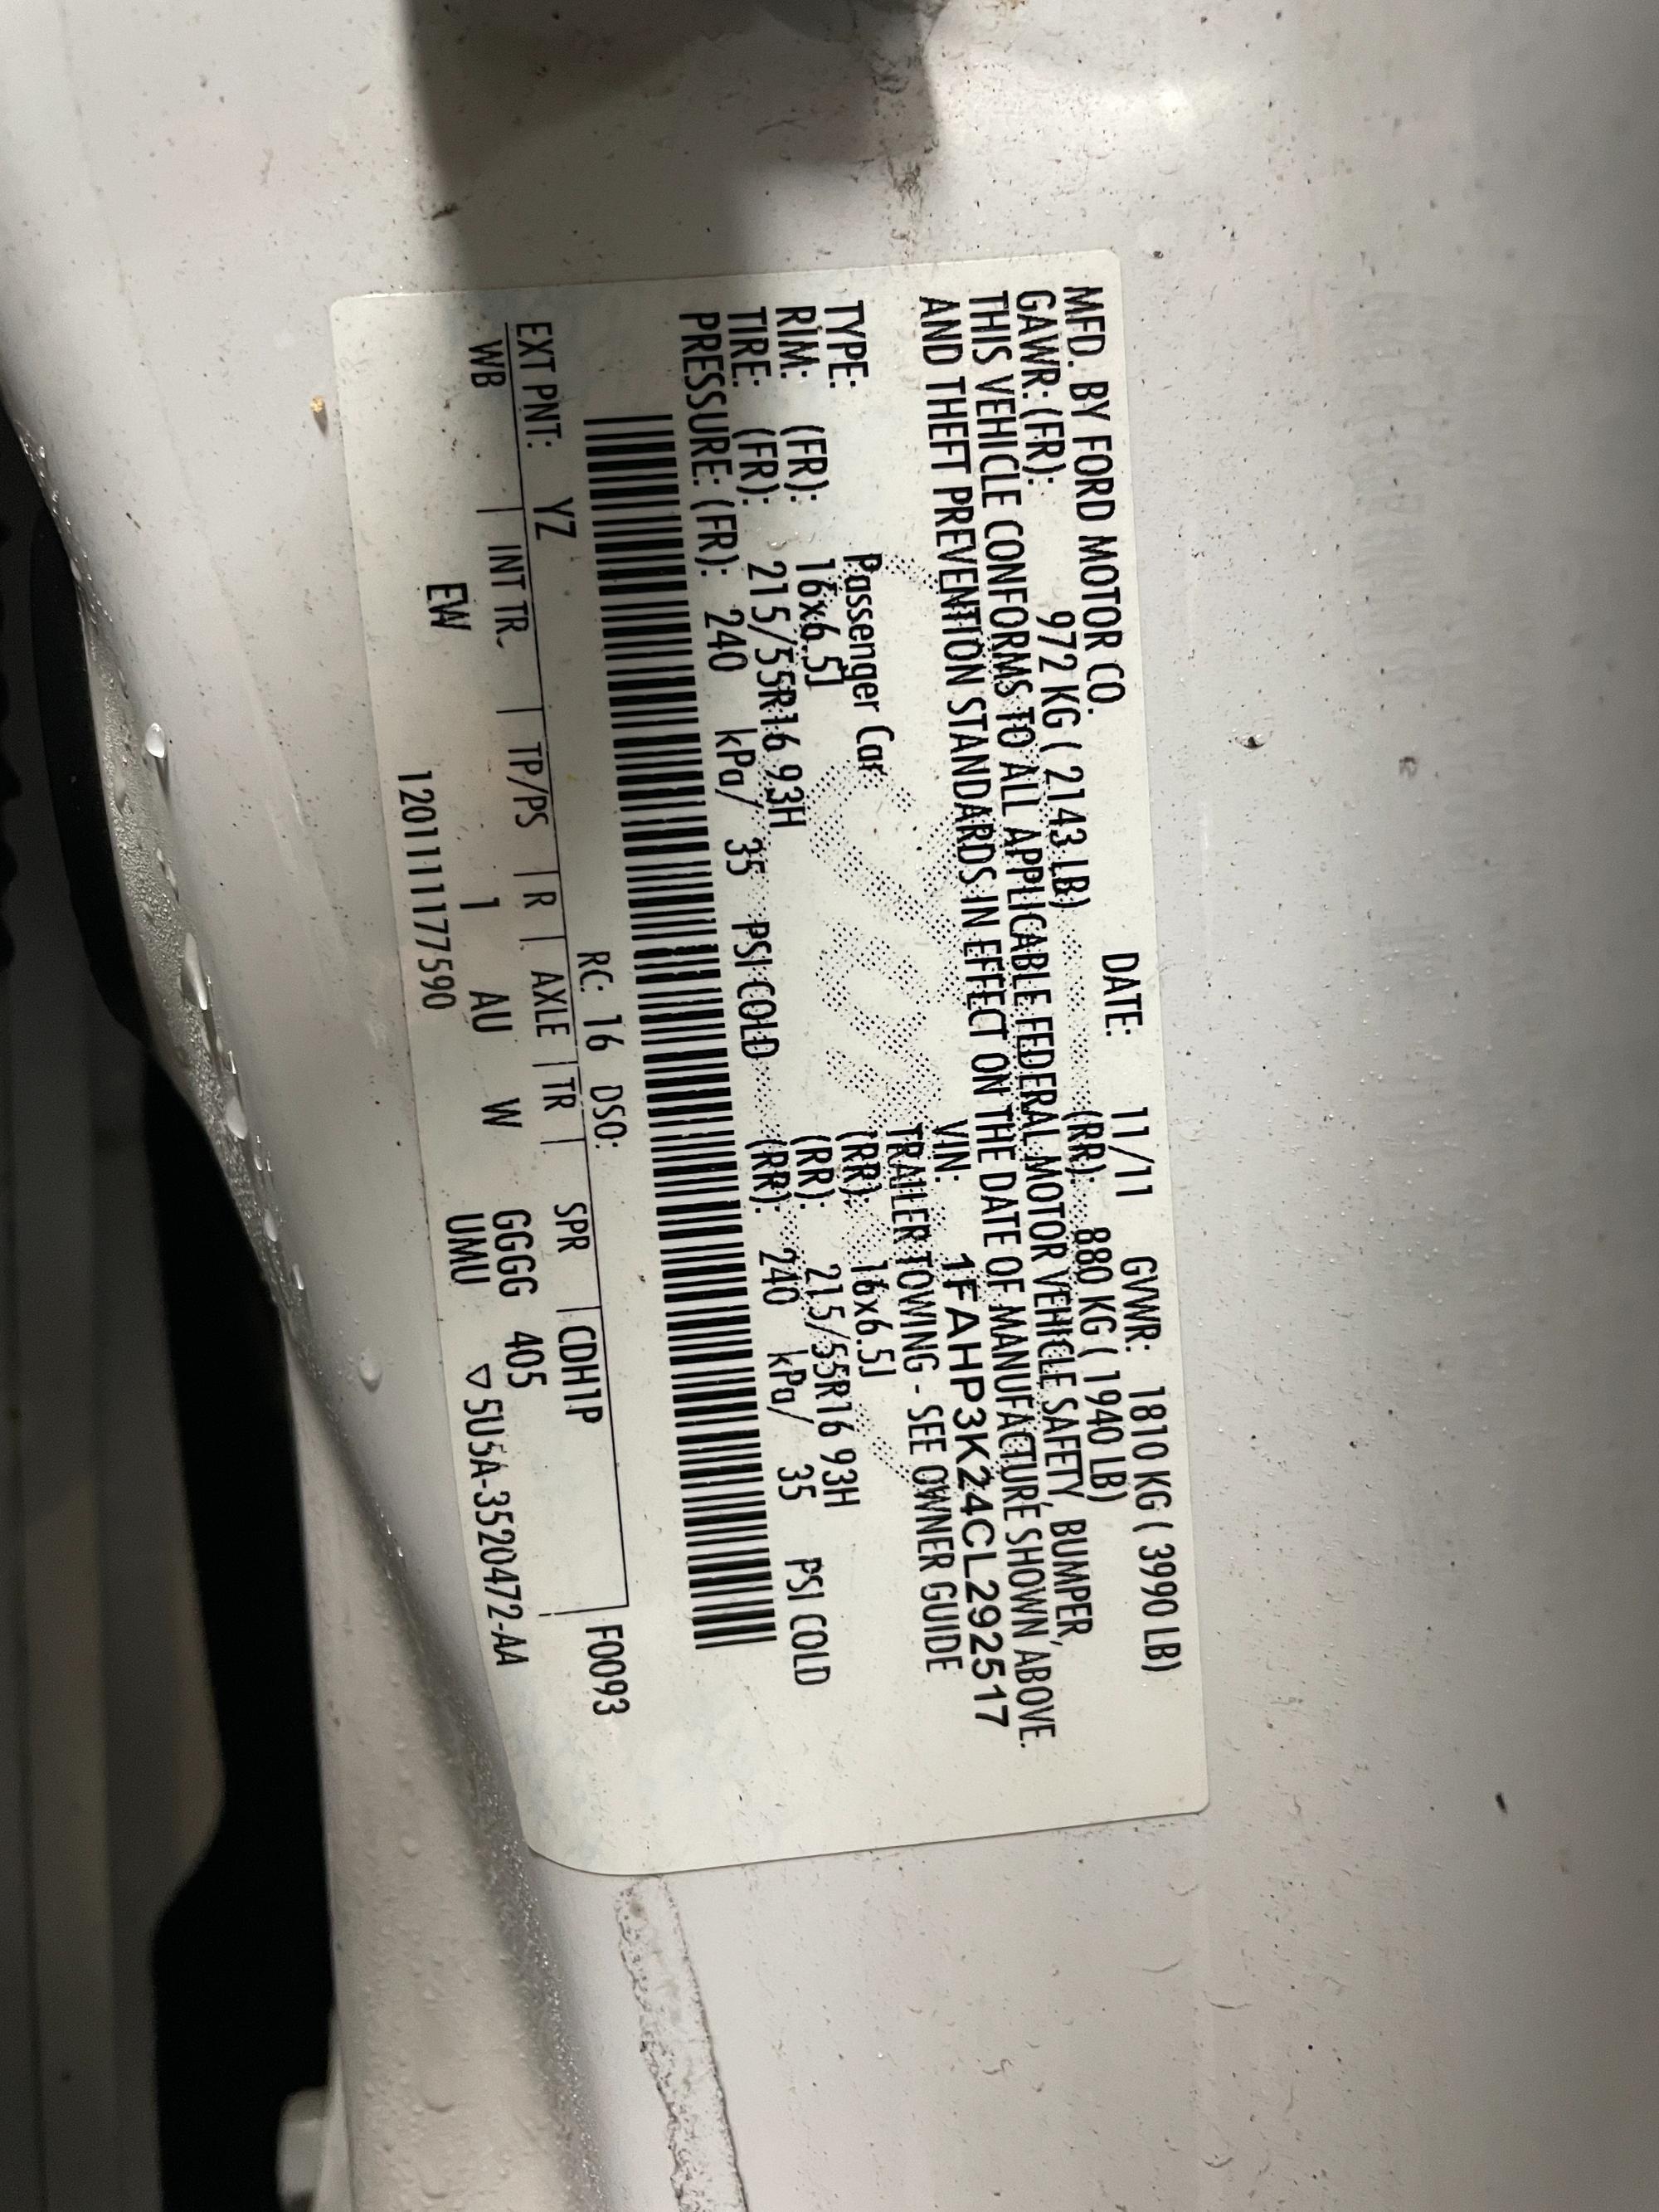 MFD. BY FORD MOTOR CO. DATE: 11/11 GVWR: 1810 KG ( 3990 LB)
GAWR: (FR): 972 KG ( 2143 LB) (RR): 880 KG ( 1940 LB)
THIS VEHICLE CONFORMS TO ALL APPLICABLE FEDERAL MOTOR VEHICLE SAFETY, BUMPER,
AND THEFT PREVENTION STANDARDS IN EFFECT ON THE DATE OF MANUFACTURE SHOWN ABOVE.
VIN: 1FAHP3K24CL292517
TYPE: Passenger Car TRAILER TOWING - SEE OWNER GUIDE
RIM: (FR): 16x6.5J (RR): 16x6.5J
TIRE: (FR): 215/55R16 93H (RR): 215/55R16 93H
PRESSURE: (FR): 240 kPa/ 35 PSI COLD (RR): 240 kPa/ 35 PSI COLD
EXT PNT: YZ RC: 16 DSO: F0093
WB INT TR. TP/PS R AXLE TR SPR CDH1P
EW 1 AU W GGGG 405
UMU ▽5U5A-3520472-AA
1201111177590